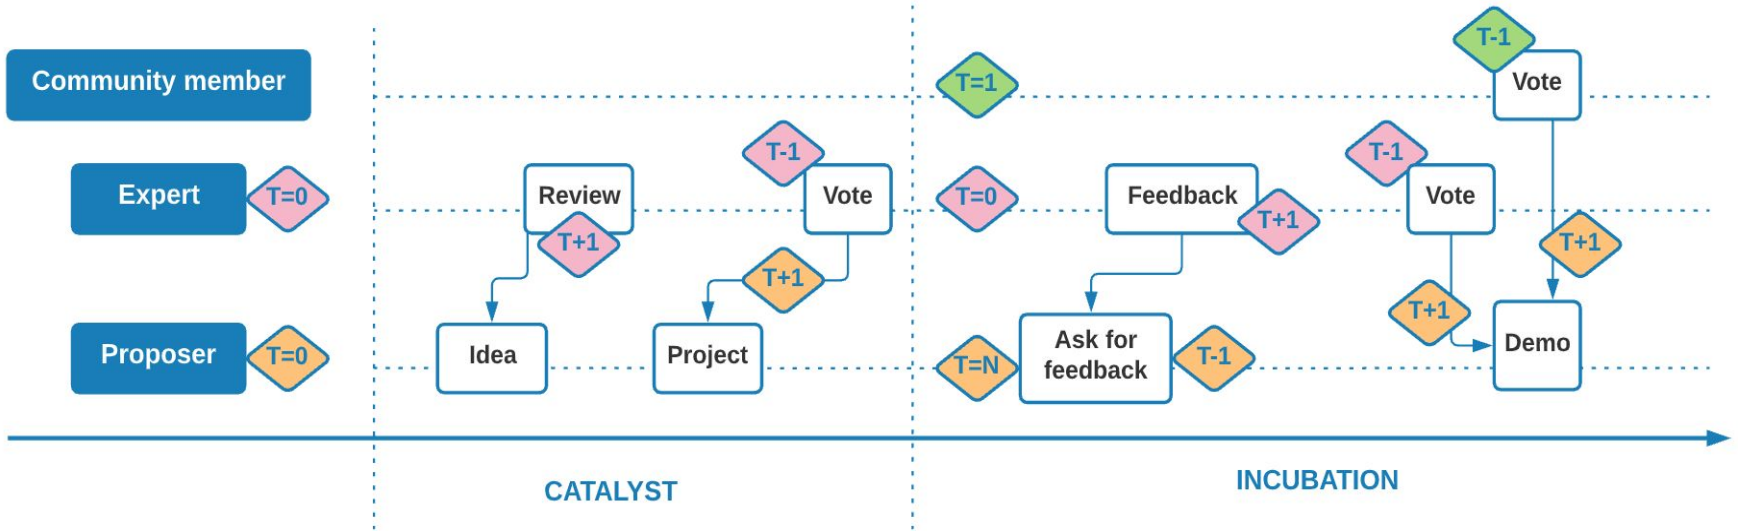 Community member
T=1
T-1
Vote
Expert
T=0
Review
T+1
T-1
Vote
T+1
T=0
Feedback
T+1
T-1
Vote
T+1
T+1
Proposer
T=0
Idea
Project
T=N
Ask for
feedback
T-1
Demo
CATALYST
INCUBATION